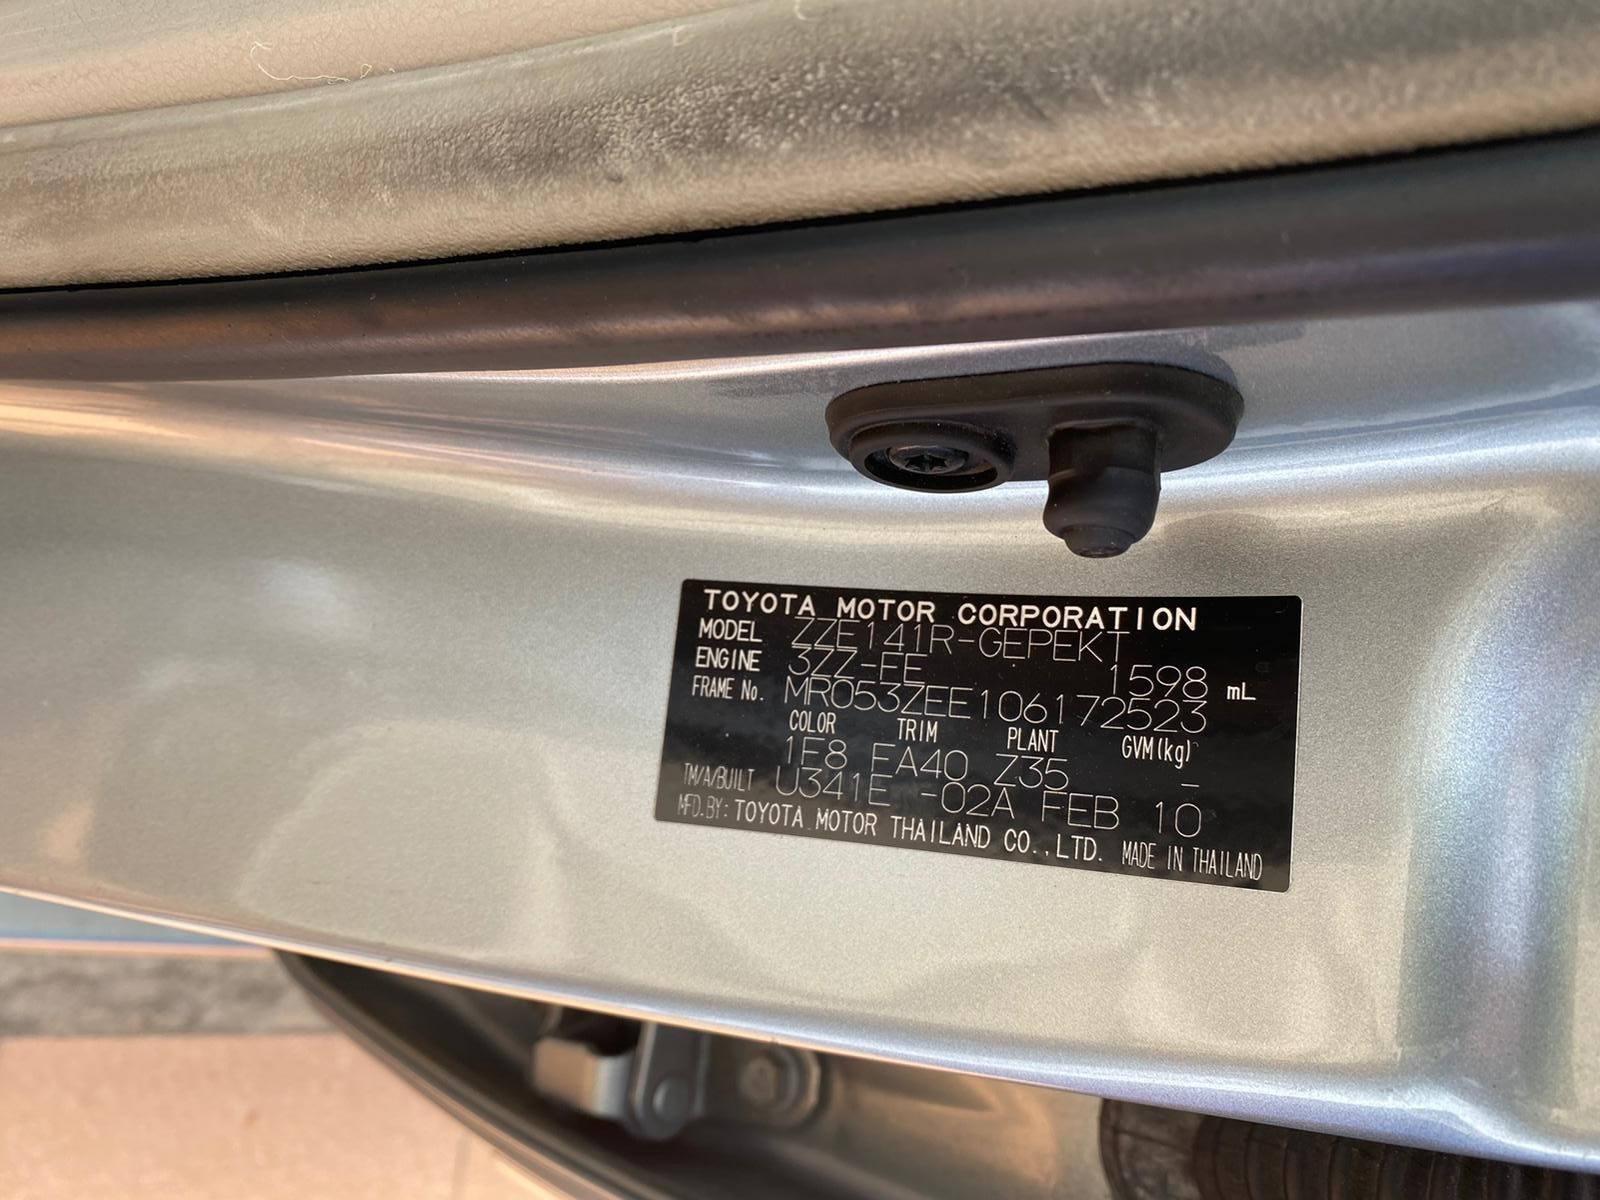 TOYOTA MOTOR CORPORATION
MODEL ZZE141R-GEPEKT
ENGINE 3ZZ-FE 1598 mL
FRAME No. MR053ZEE106172523
COLOR TRIM PLANT GVM(kg)
1F8 FA40 Z35 –
TM/A/BUILT U341E -02A FEB 10
MFD.BY: TOYOTA MOTOR THAILAND CO.,LTD. MADE IN THAILAND